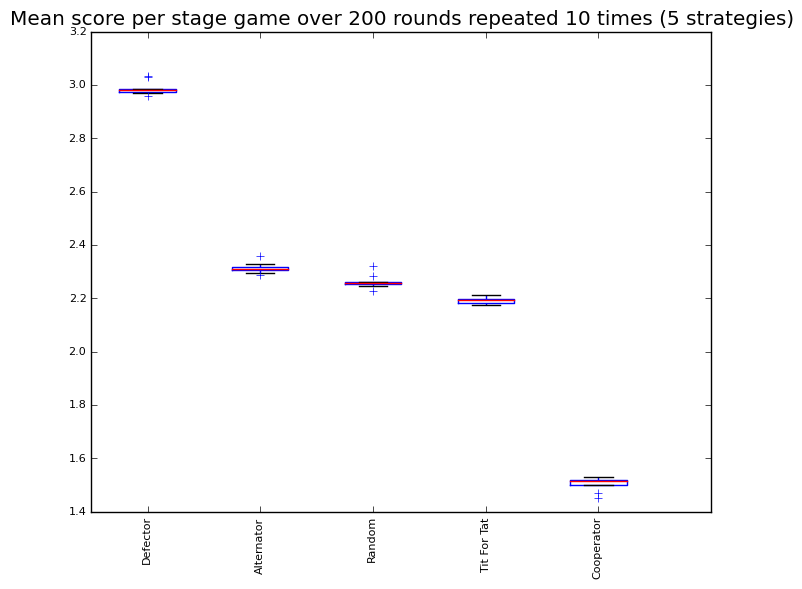 Mean score per stage game over 200 rounds repeated 10 times (5 strategies)
3.2
3.0
2.8
2.6
2.4
2.2
2.0
1.8
1.6
1.4
Defector
Alternator
Random
Tit For Tat
Cooperator